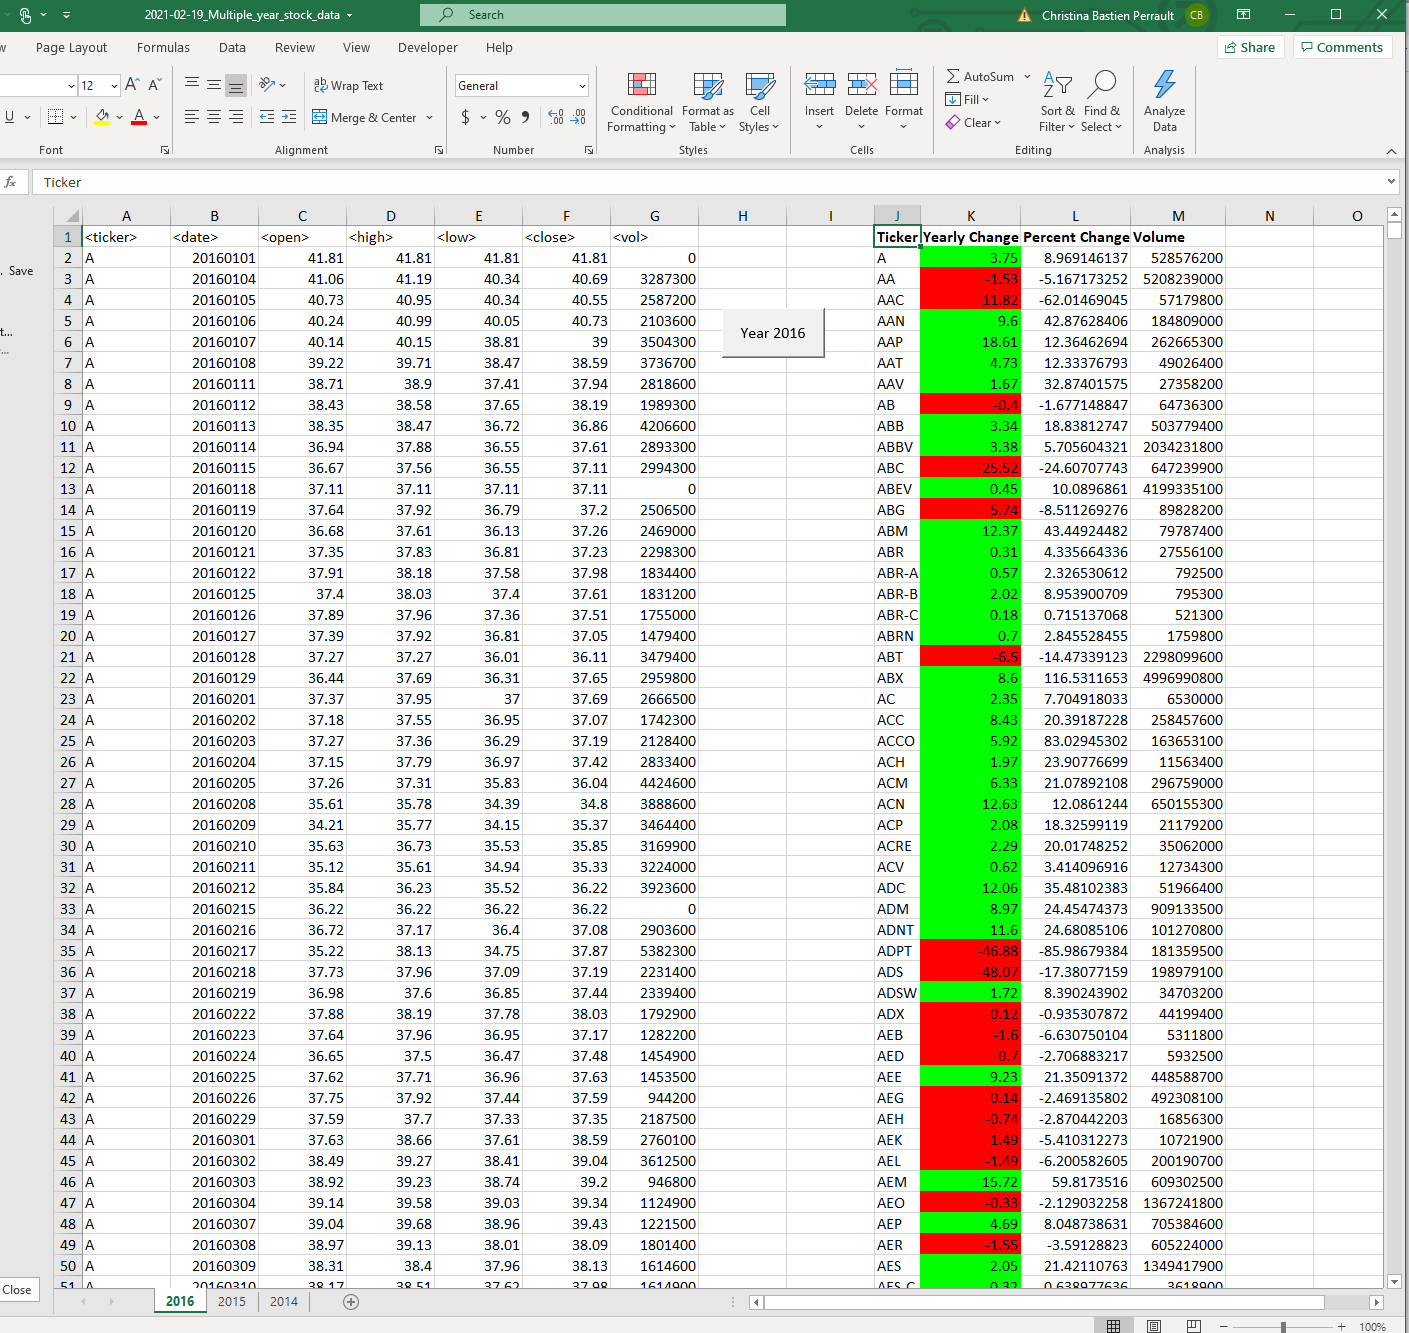 2021-02-19_Multiple_year_stock_data
Search
Christina Bastien Perrault CB
Page Layout Formulas Data Review View Developer Help Share Comments
12 A A Wrap Text General Conditional Formatting Format as Table Cell Styles Insert Delete Format AutoSum Fill Clear Sort & Filter Find & Select Analyze Data
U A Merge & Center $ %
Font Alignment Number Styles Cells Editing Analysis
fx Ticker
A B C D E F G H I J K L M N O
1 <ticker> <date> <open> <high> <low> <close> <vol> Ticker Yearly Change Percent Change Volume
2 A 20160101 41.81 41.81 41.81 41.81 0 A 3.75 8.969146137 528576200
3 A 20160104 41.06 41.19 40.34 40.69 3287300 AA -1.53 -5.167173252 5208239000
4 A 20160105 40.73 40.95 40.34 40.55 2587200 AAC -11.82 -62.01469045 57179800
5 A 20160106 40.24 40.99 40.05 40.73 2103600 AAN 9.6 42.87628406 184809000
6 A 20160107 40.14 40.15 38.81 39 3504300 AAP 18.61 12.36462694 262665300
7 A 20160108 39.22 39.71 38.47 38.59 3736700 AAT 4.73 12.33376793 49026400
8 A 20160111 38.71 38.9 37.41 37.94 2818600 AAV 1.67 32.87401575 27358200
9 A 20160112 38.43 38.58 37.65 38.19 1989300 AB -0.4 -1.677148847 64736300
10 A 20160113 38.35 38.47 36.72 36.86 4206600 ABB 3.34 18.83812747 503779400
11 A 20160114 36.94 37.88 36.55 37.61 2893300 ABBV 3.38 5.705604321 2034231800
12 A 20160115 36.67 37.56 36.55 37.11 2994300 ABC -25.52 -24.60707743 647239900
13 A 20160118 37.11 37.11 37.11 37.11 0 ABEV 0.45 10.0896861 4199335100
14 A 20160119 37.64 37.92 36.79 37.2 2506500 ABG -5.74 -8.511269276 89828200
15 A 20160120 36.68 37.61 36.13 37.26 2469000 ABM 12.37 43.44924482 79787400
16 A 20160121 37.35 37.83 36.81 37.23 2298300 ABR 0.31 4.335664336 27556100
17 A 20160122 37.91 38.18 37.58 37.98 1834400 ABR-A 0.57 2.326530612 792500
18 A 20160125 37.4 38.03 37.4 37.61 1831200 ABR-B 2.02 8.953900709 795300
19 A 20160126 37.89 37.96 37.36 37.51 1755000 ABR-C 0.18 0.715137068 521300
20 A 20160127 37.39 37.92 36.81 37.05 1479400 ABRN 0.7 2.845528455 1759800
21 A 20160128 37.27 37.27 36.01 36.11 3479400 ABT -6.5 -14.47339123 2298099600
22 A 20160129 36.44 37.69 36.31 37.65 2959800 ABX 8.6 116.5311653 4996990800
23 A 20160201 37.37 37.95 37 37.69 2666500 AC 2.35 7.704918033 6530000
24 A 20160202 37.18 37.55 36.95 37.07 1742300 ACC 8.43 20.39187228 258457600
25 A 20160203 37.27 37.36 36.29 37.19 2128400 ACCO 5.92 83.02945302 163653100
26 A 20160204 37.15 37.79 36.97 37.42 2833400 ACH 1.97 23.90776699 11563400
27 A 20160205 37.26 37.31 35.83 36.04 4424600 ACM 6.33 21.07892108 296759000
28 A 20160208 35.61 35.78 34.39 34.8 3888600 ACN 12.63 12.0861244 650155300
29 A 20160209 34.21 35.77 34.15 35.37 3464400 ACP 2.08 18.32599119 21179200
30 A 20160210 35.63 36.73 35.53 35.85 3169900 ACRE 2.29 20.01748252 35062000
31 A 20160211 35.12 35.61 34.94 35.33 3224000 ACV 0.62 3.414096916 12734300
32 A 20160212 35.84 36.23 35.52 36.22 3923600 ADC 12.06 35.48102383 51966400
33 A 20160215 36.22 36.22 36.22 36.22 0 ADM 8.97 24.45474373 909133500
34 A 20160216 36.72 37.17 36.4 37.08 2903600 ADNT 11.6 24.68085106 101270800
35 A 20160217 35.22 38.13 34.75 37.87 5382300 ADPT -46.88 -85.98679384 181359500
36 A 20160218 37.73 37.96 37.09 37.19 2231400 ADS -48.07 -17.38077159 198979100
37 A 20160219 36.98 37.6 36.85 37.44 2339400 ADSW 1.72 8.390243902 34703200
38 A 20160222 37.88 38.19 37.78 38.03 1792900 ADX -0.12 -0.935307872 44199400
39 A 20160223 37.64 37.96 36.95 37.17 1282200 AEB -1.6 -6.630750104 5311800
40 A 20160224 36.65 37.5 36.47 37.48 1454900 AED -0.7 -2.706883217 5932500
41 A 20160225 37.62 37.71 36.96 37.63 1453500 AEE 9.23 21.35091372 448588700
42 A 20160226 37.75 37.92 37.44 37.59 944200 AEG -0.14 -2.469135802 492308100
43 A 20160229 37.59 37.7 37.33 37.35 2187500 AEH -0.74 -2.870442203 16856300
44 A 20160301 37.63 38.66 37.61 38.59 2760100 AEK -1.49 -5.410312273 10721900
45 A 20160302 38.49 39.27 38.41 39.04 3612500 AEL -1.49 -6.200582605 200190700
46 A 20160303 38.92 39.23 38.74 39.2 946800 AEM 15.72 59.8173516 609302500
47 A 20160304 39.14 39.58 39.03 39.34 1124900 AEO -0.33 -2.129032258 1367241800
48 A 20160307 39.04 39.68 38.96 39.43 1221500 AEP 4.69 8.048738631 705384600
49 A 20160308 38.97 39.13 38.01 38.09 1801400 AER -1.55 -3.59128823 605224000
50 A 20160309 38.31 38.4 37.96 38.13 1614600 AES 2.05 21.42110763 1349417900
51 A 20160310 38.17 38.51 37.62 37.98 1614900 AES-C 0.32 0.638977636 3618900
Year 2016
. Save
t...
Close
2016 2015 2014
100%